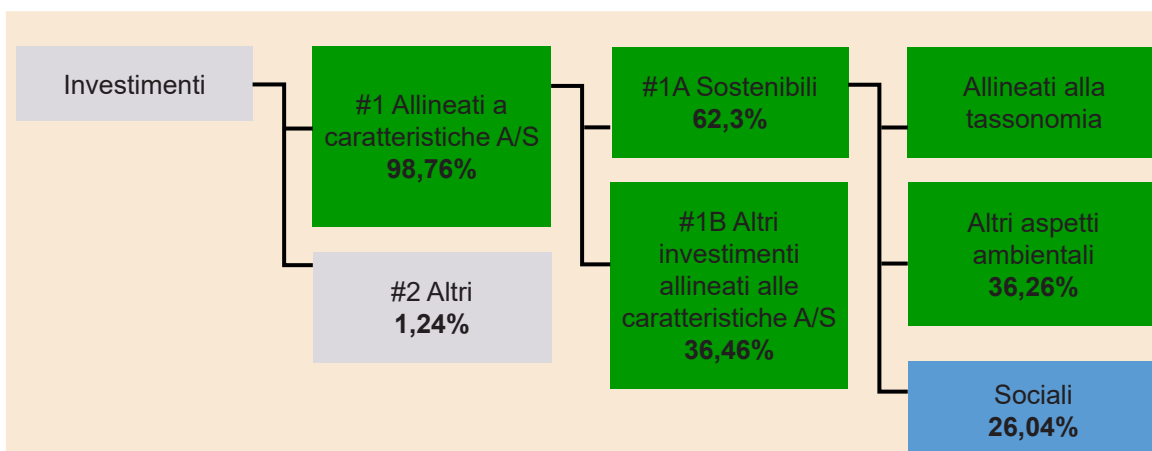 Investimenti
#1 Allineati a
caratteristiche A/S
98,76%
#2 Altri
1,24%
#1A Sostenibili
62,3%
#1B Altri
investimenti
allineati alle
caratteristiche A/S
36,46%
Allineati alla
tassonomia
Altri aspetti
ambientali
36,26%
Sociali
26,04%